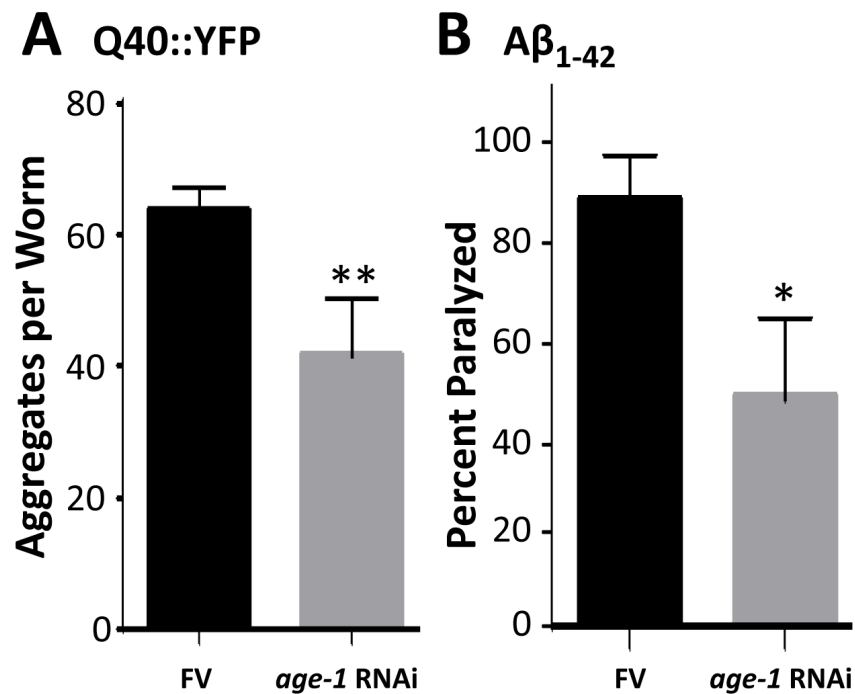 A Q40::YFP
Aggregates per Worm
80
60
40
20
0
**
FV age-1 RNAi
B Aβ1-42
Percent Paralyzed
100
80
60
40
20
0
*
FV age-1 RNAi